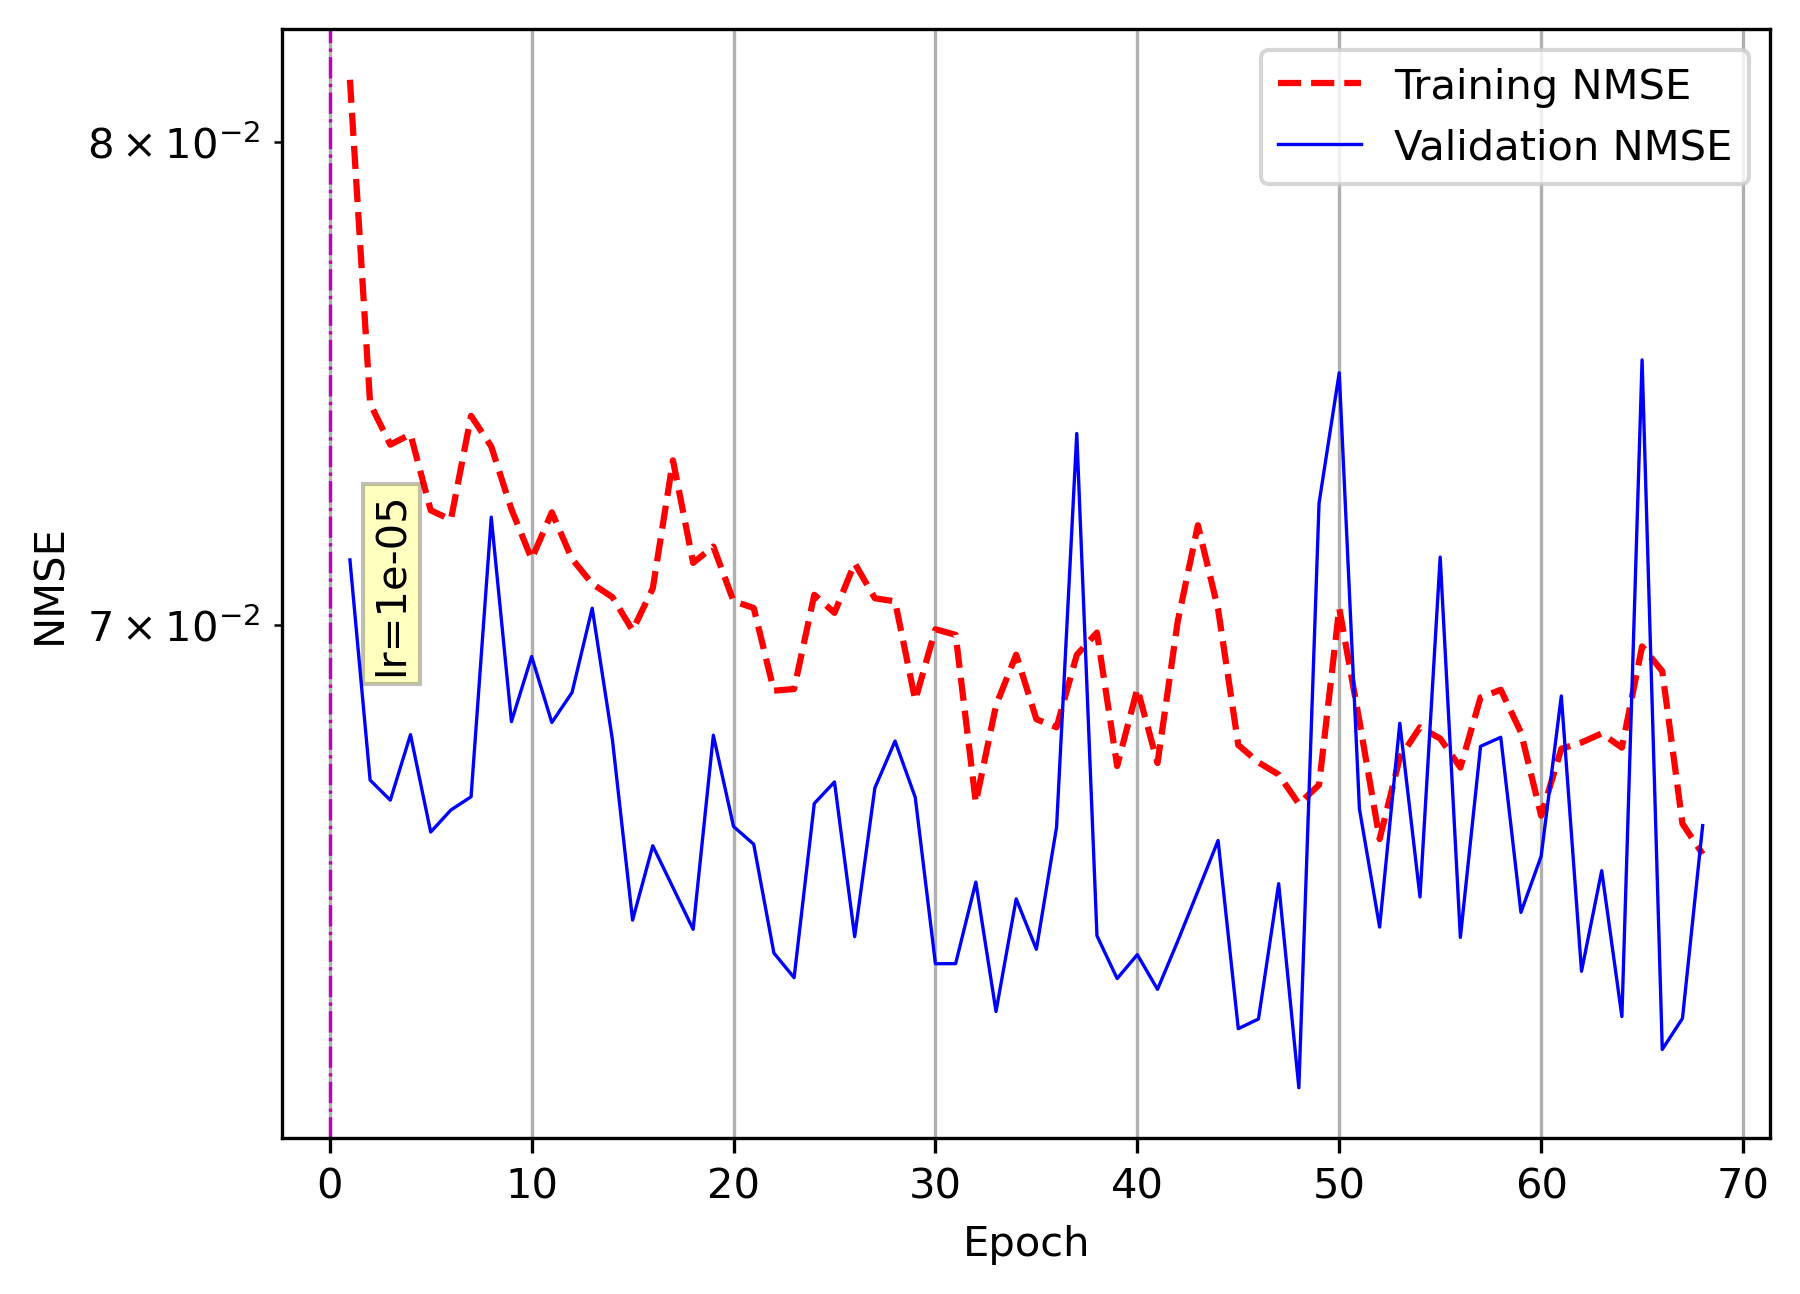 Training NMSE
Validation NMSE
8 × 10⁻²
7 × 10⁻²
NMSE
lr=1e-05
0 10 20 30 40 50 60 70
Epoch